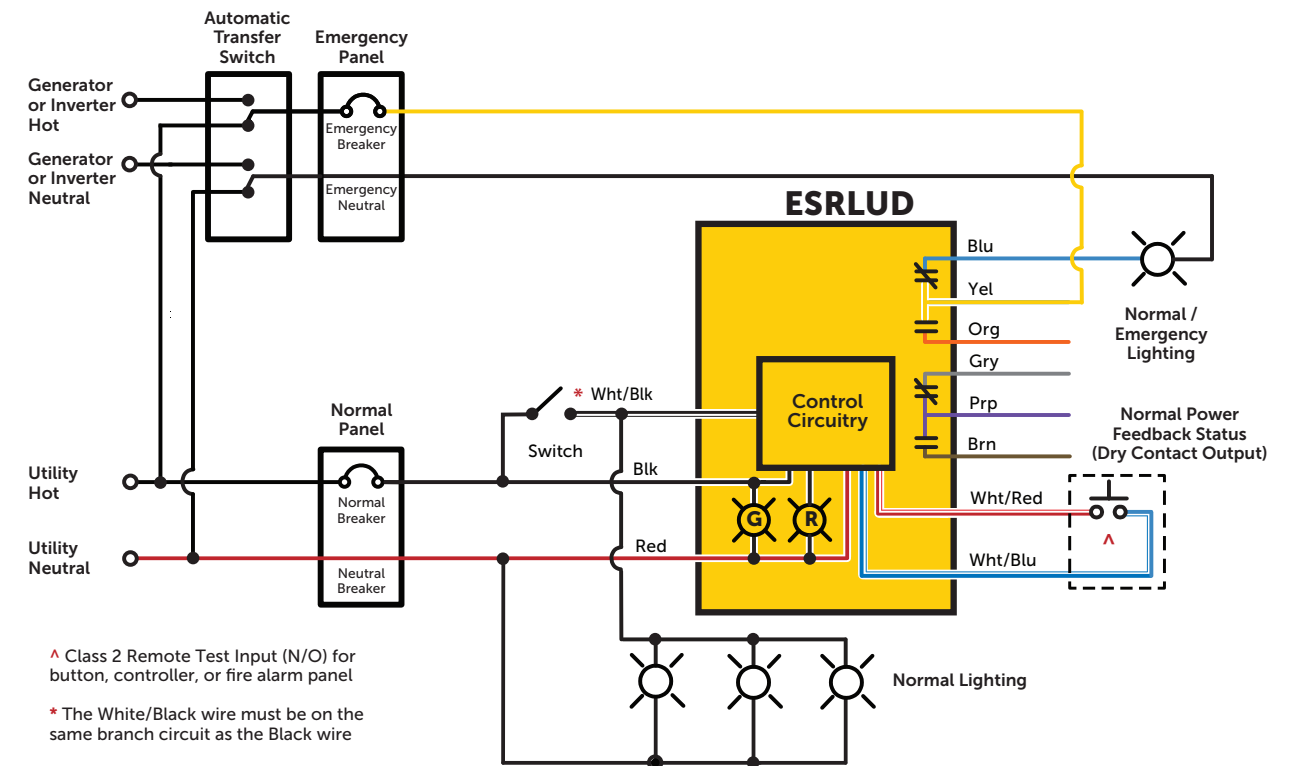 Automatic
Transfer
Switch
Emergency
Panel
Generator
or Inverter
Hot
Generator
or Inverter
Neutral
Emergency
Breaker
Emergency
Neutral
ESRLUD
Blu
Yel
Org
Gry
Prp
Brn
Normal /
Emergency
Lighting
Control
Circuitry
* Wht/Blk
Switch
Normal
Panel
Normal Power
Feedback Status
(Dry Contact Output)
Utility
Hot
Normal
Breaker
Blk
G
R
Wht/Red
^
Utility
Neutral
Neutral
Breaker
Red
Wht/Blu
^ Class 2 Remote Test Input (N/O) for
button, controller, or fire alarm panel
* The White/Black wire must be on the
same branch circuit as the Black wire
Normal Lighting